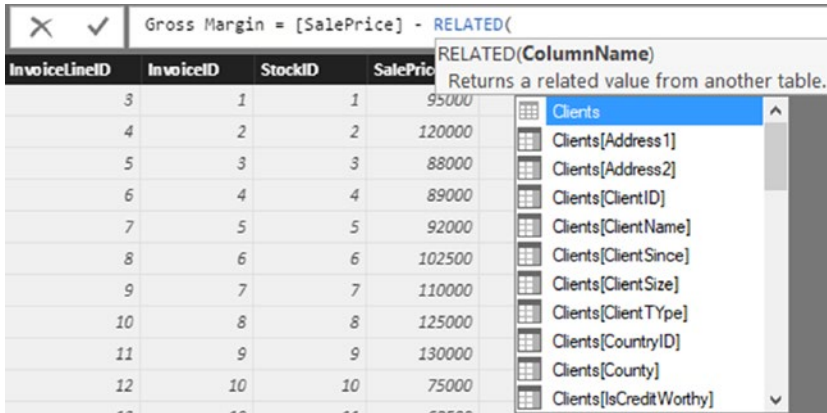 Gross Margin = [SalePrice] - RELATED(
RELATED(ColumnName)
Returns a related value from another table.
InvoiceLineID InvoiceID StockID
3 1 1 95000
4 2 2 120000
5 3 3 88000
6 4 4 89000
7 5 5 92000
8 6 6 102500
9 7 7 110000
10 8 8 125000
11 9 9 130000
12 10 10 75000
Clients
Clients[Address1]
Clients[Address2]
Clients[ClientID]
Clients[ClientName]
Clients[ClientSince]
Clients[ClientSize]
Clients[ClientTYpe]
Clients[CountryID]
Clients[County]
Clients[IsCreditWorthy]